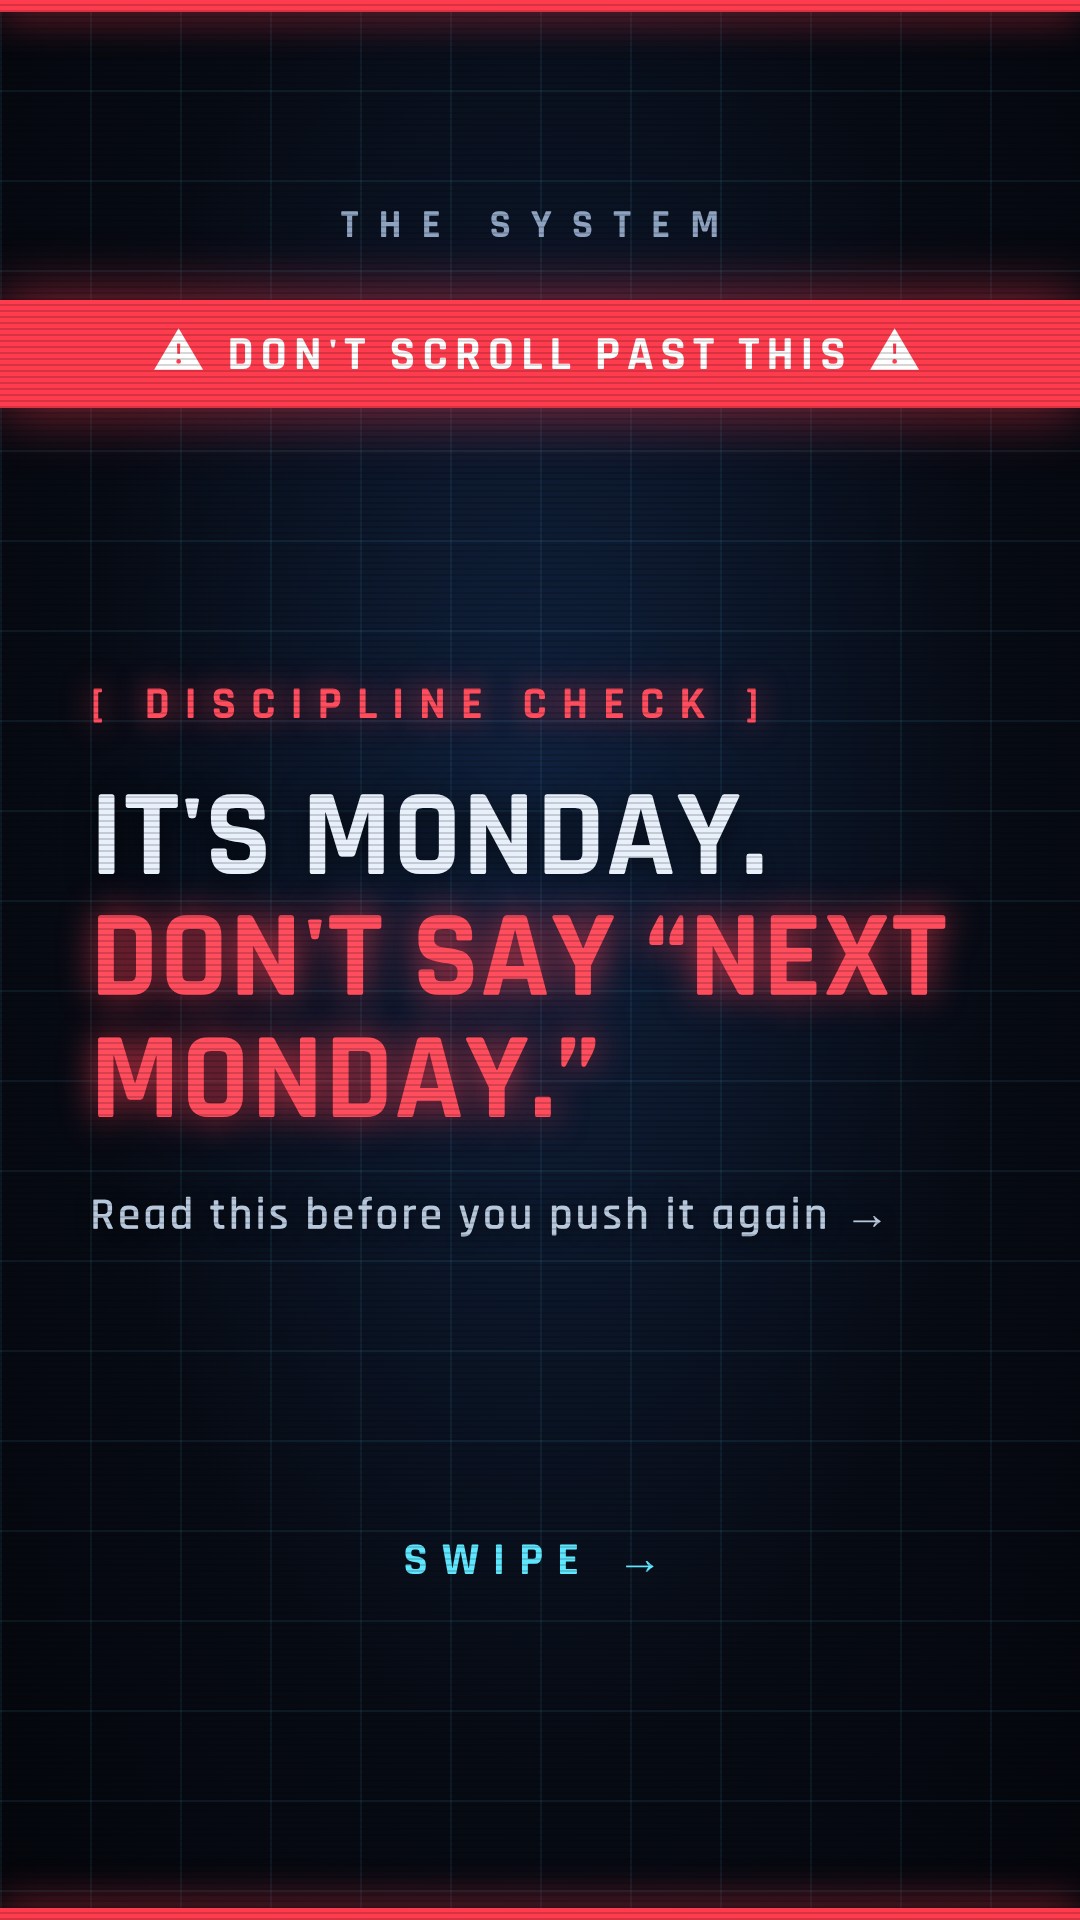 THE SYSTEM
⚠ DON'T SCROLL PAST THIS ⚠
[ DISCIPLINE CHECK ]
IT'S MONDAY.
DON'T SAY “NEXT
MONDAY.”
Read this before you push it again →
SWIPE →